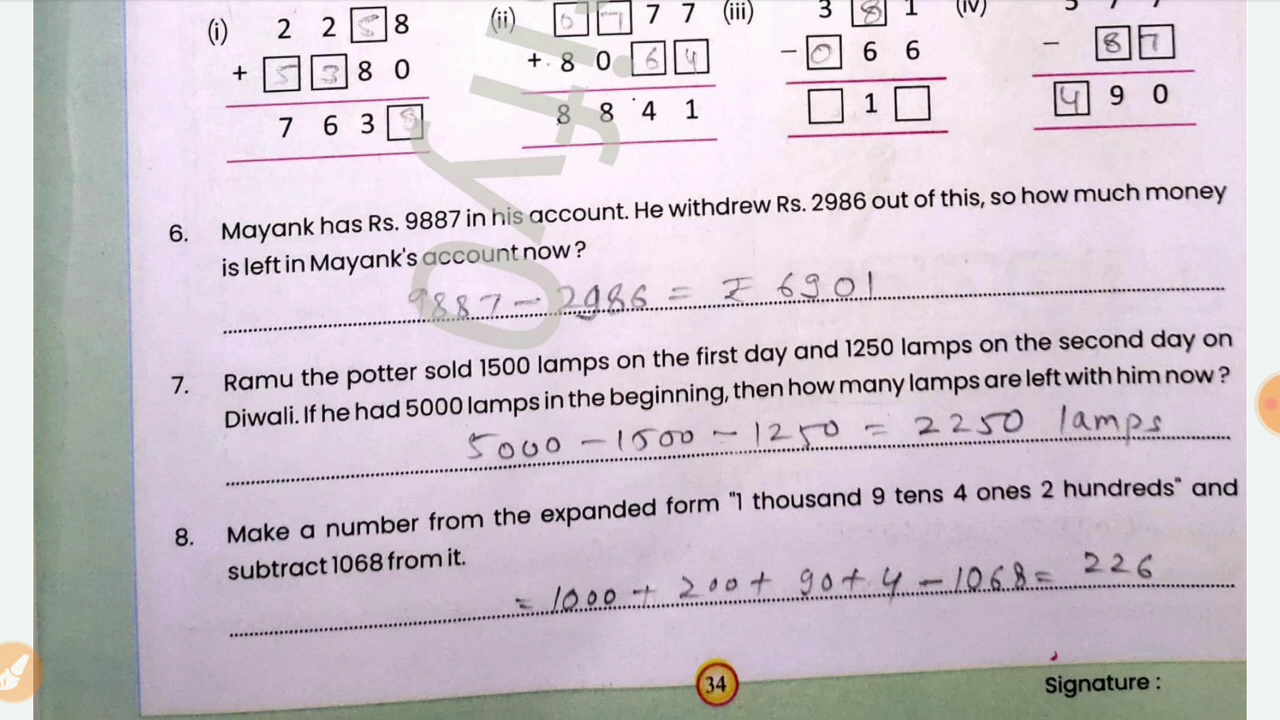 (i) 2 2 5 8 (ii) 0 7 7 7 (iii) 3 8 1 (iv) 5 7 7
+ 5 3 8 0 + 8 0 6 4 - 0 6 6 - 8 7
7 6 3 8 8 8 4 1 1 4 9 0
6. Mayank has Rs. 9887 in his account. He withdrew Rs. 2986 out of this, so how much money
is left in Mayank's account now ?
9887 - 2986 = ₹ 6901
7. Ramu the potter sold 1500 lamps on the first day and 1250 lamps on the second day on
Diwali. If he had 5000 lamps in the beginning, then how many lamps are left with him now ?
5000 - 1500 - 1250 = 2250 lamps
8. Make a number from the expanded form "1 thousand 9 tens 4 ones 2 hundreds" and
subtract 1068 from it.
= 1000 + 200 + 90 + 4 - 1068 = 226
34
Signature :